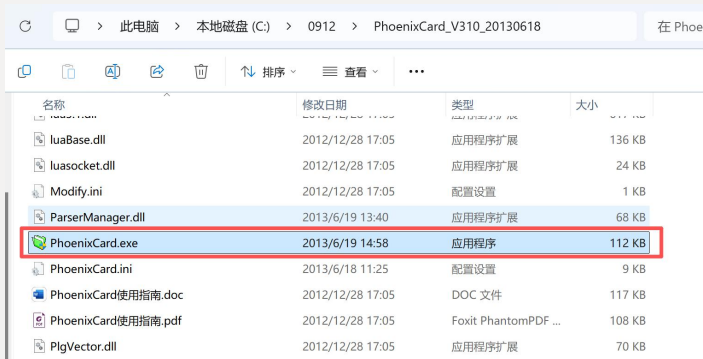 此电脑 > 本地磁盘 (C:) > 0912 > PhoenixCard_V310_20130618 在 Phoe
排序 查看 •••
名称 修改日期 类型 大小
luaBase.dll 2012/12/28 17:05 应用程序扩展 136 KB
luasocket.dll 2012/12/28 17:05 应用程序扩展 24 KB
Modify.ini 2012/12/28 17:05 配置设置 1 KB
ParserManager.dll 2013/6/19 13:40 应用程序扩展 68 KB
PhoenixCard.exe 2013/6/19 14:58 应用程序 112 KB
PhoenixCard.ini 2013/6/18 11:25 配置设置 9 KB
PhoenixCard使用指南.doc 2012/12/28 17:05 DOC 文件 117 KB
PhoenixCard使用指南.pdf 2012/12/28 17:05 Foxit PhantomPDF ... 108 KB
PlgVector.dll 2012/12/28 17:05 应用程序扩展 70 KB